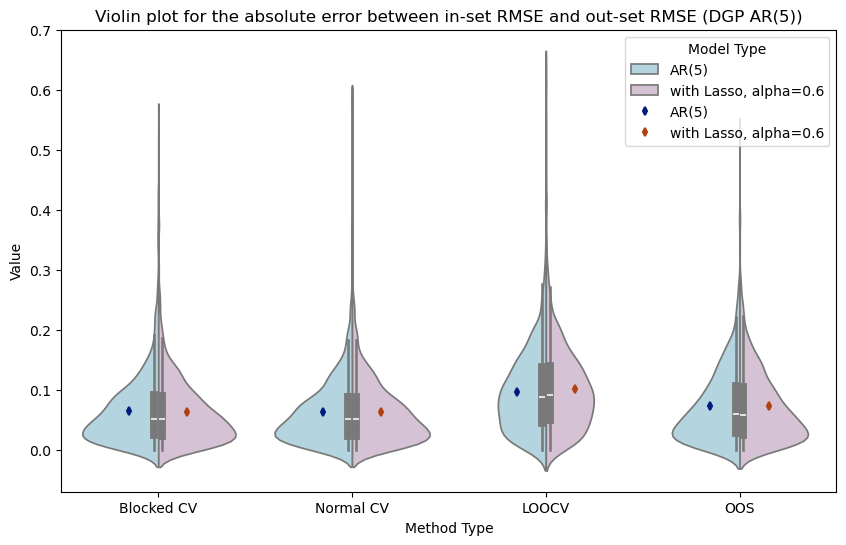 Violin plot for the absolute error between in-set RMSE and out-set RMSE (DGP AR(5))
Value
0.7
0.6
0.5
0.4
0.3
0.2
0.1
0.0
Model Type
AR(5)
with Lasso, alpha=0.6
AR(5)
with Lasso, alpha=0.6
Blocked CV
Normal CV
LOOCV
OOS
Method Type